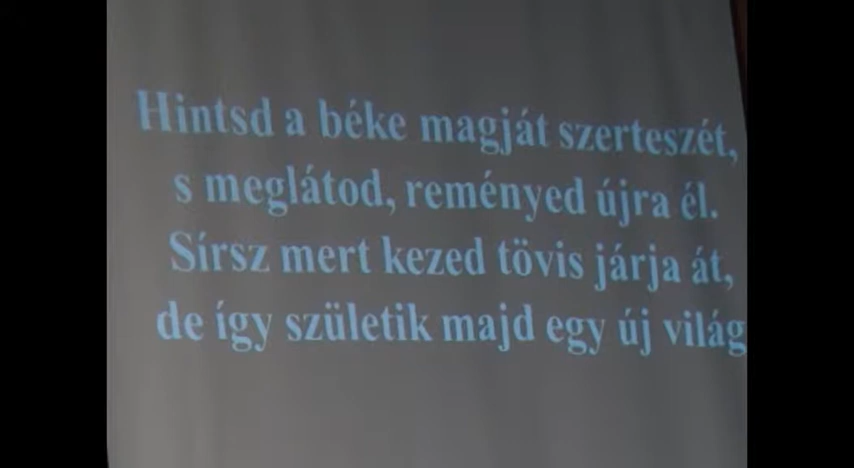 Hintsd a béke magját szerteszét,
s meglátod, reményed újra él.
Sírsz mert kezed tövis járja át,
de így születik majd egy új világ